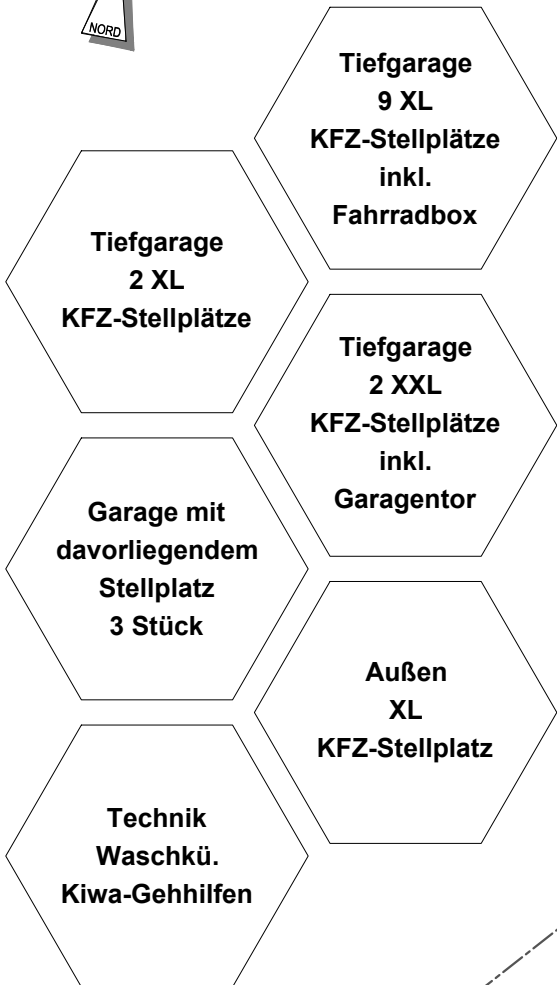 NORD
Tiefgarage
9 XL
KFZ-Stellplätze
inkl.
Fahrradbox
Tiefgarage
2 XL
KFZ-Stellplätze
Tiefgarage
2 XXL
KFZ-Stellplätze
inkl.
Garagentor
Garage mit
davorliegendem
Stellplatz
3 Stück
Außen
XL
KFZ-Stellplatz
Technik
Waschkü.
Kiwa-Gehhilfen